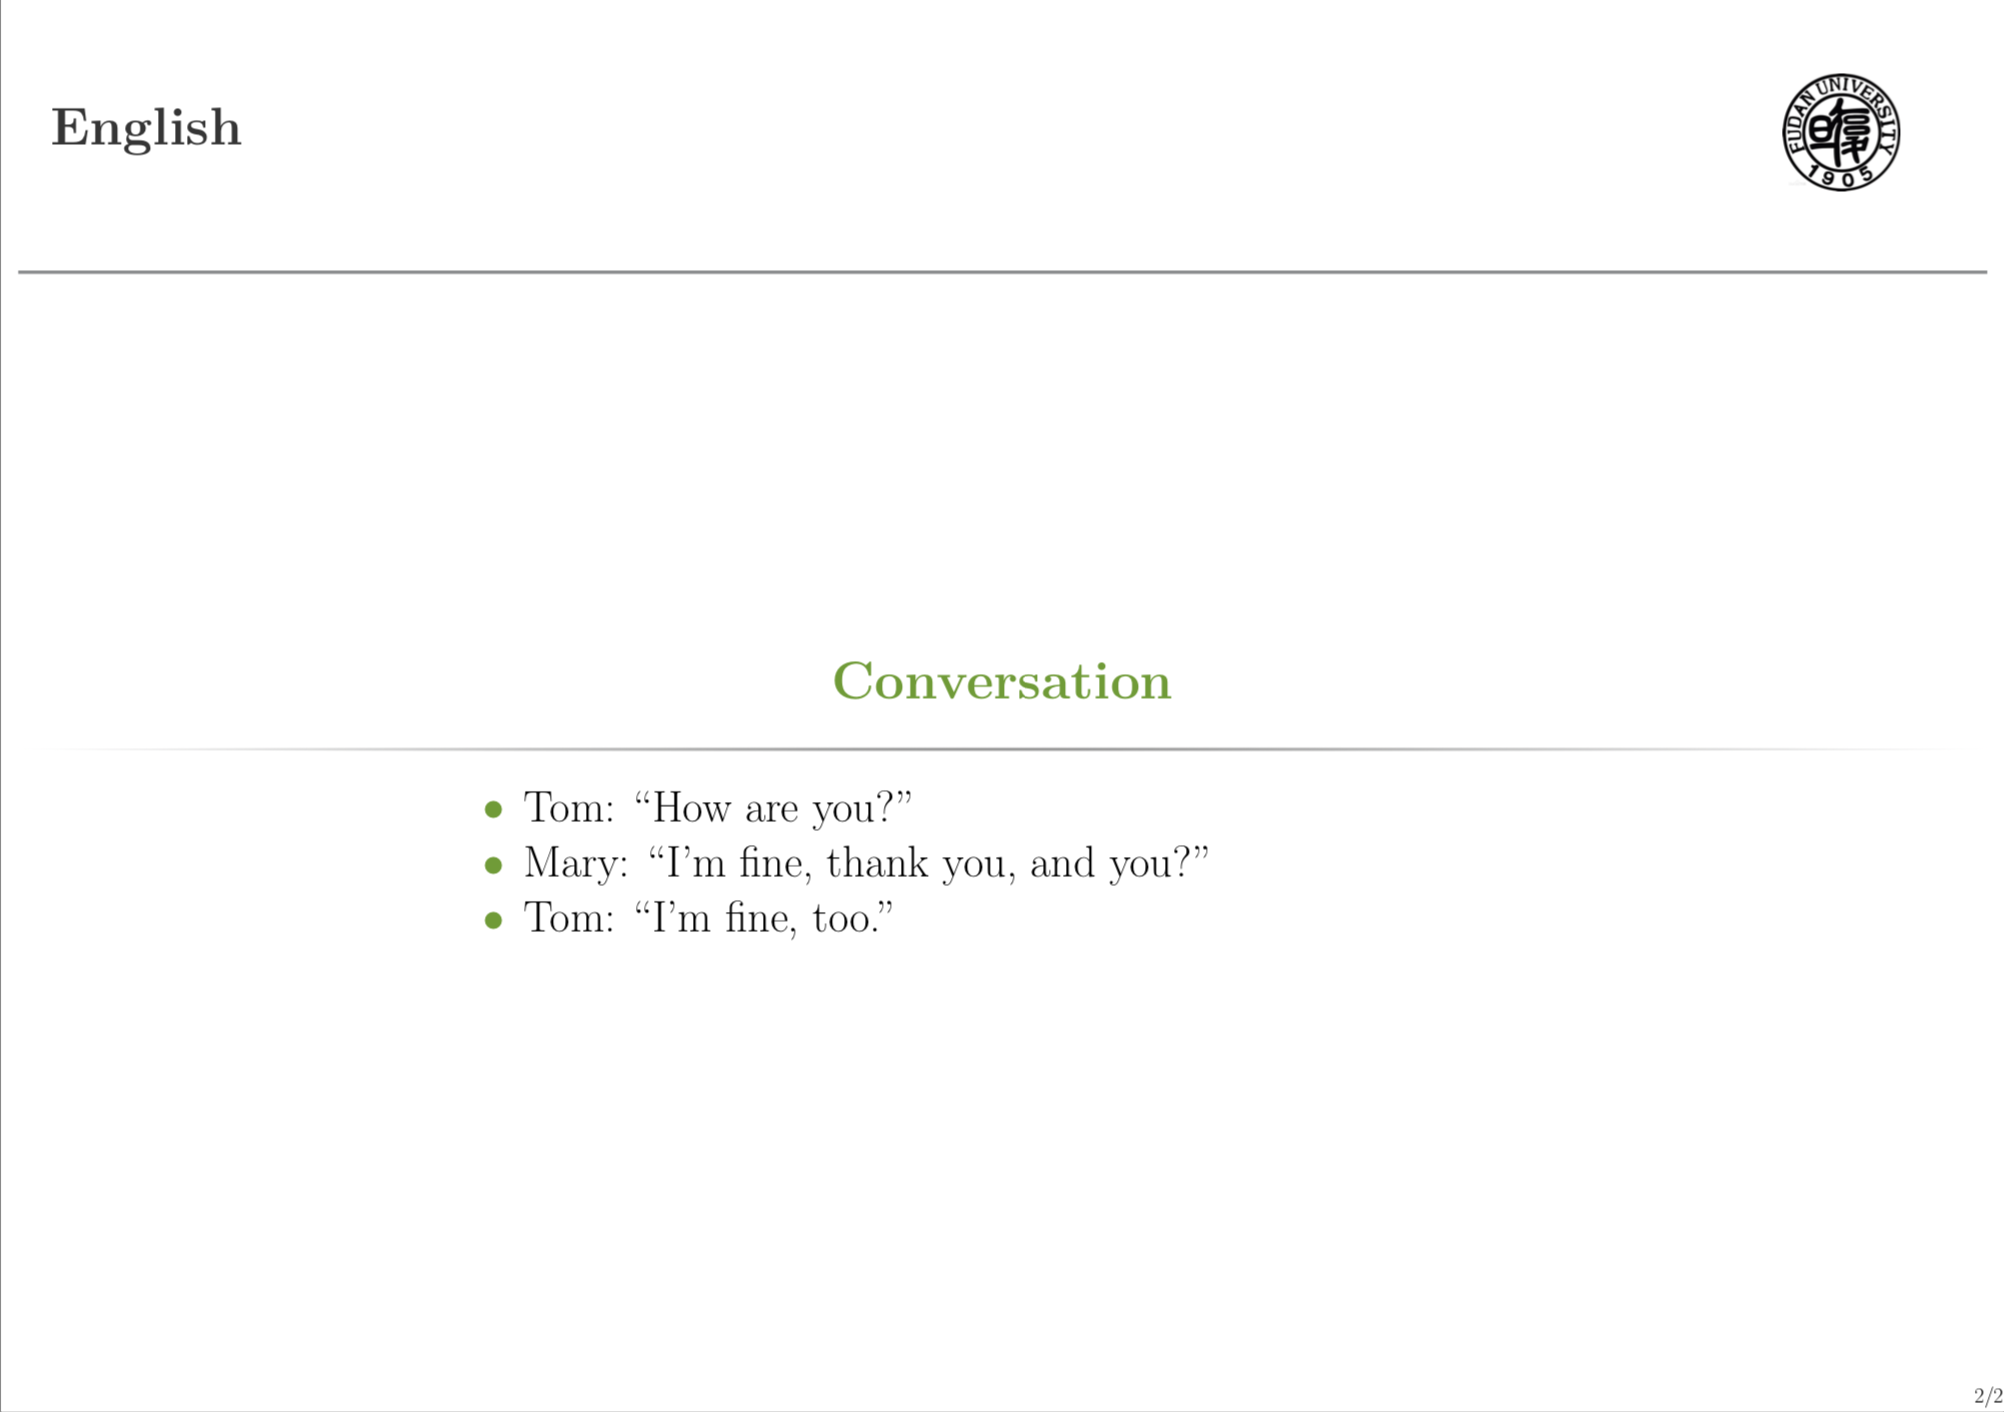 English
FUDAN UNIVERSITY
1905
Conversation
• Tom: “How are you?”
• Mary: “I’m fine, thank you, and you?”
• Tom: “I’m fine, too.”
2/2